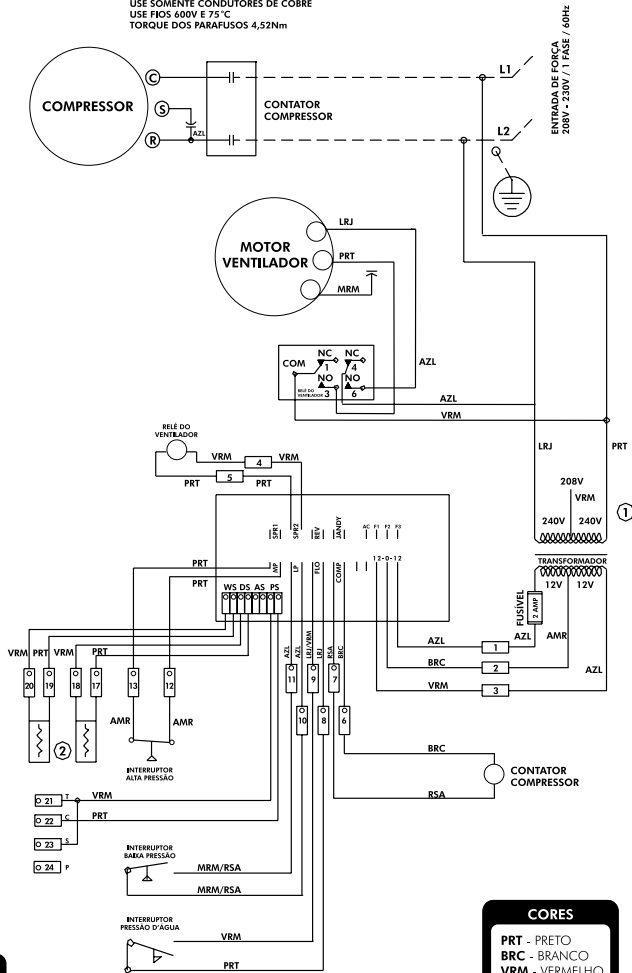 USE SOMENTE CONDUTORES DE COBRE
USE FIOS 600V E 75°C
TORQUE DOS PARAFUSOS 4,52Nm
L1
ENTRADA DE FORÇA
208V - 230V / 1 FASE / 60Hz
C
COMPRESSOR
S
AZL
R
CONTATOR
COMPRESSOR
L2
LRJ
MOTOR
VENTILADOR
PRT
MRM
COM
NC
1
NC
4
NO
3
NO
6
RELÉ DO
VENTILADOR
AZL
AZL
VRM
RELÉ DO
VENTILADOR
VRM 4 VRM
PRT 5 PRT
LRJ
PRT
208V
VRM
1
240V 240V
TRANSFORMADOR
12V 12V
FUSÍVEL
2 AMP
AZL
AMR
AZL
SPR1
SPR2
REV
JANDY
AC F1 F2 F3
MP
LP
FLO
COMP
12-0-12
PRT
PRT
WS DS AS PS
AZL 1
BRC 2
VRM 3
VRM PRT VRM PRT
20 19 18 17 13 12
AMR AMR
2
INTERRUPTOR
ALTA PRESSÃO
AZL
AZL
LRJ/VRM
LRJ
RSA
BRC
11 9 7
10 8 6
BRC
CONTATOR
COMPRESSOR
RSA
21 T VRM
22 C PRT
23 S
24 P
INTERRUPTOR
BAIXA PRESSÃO
MRM/RSA
MRM/RSA
INTERRUPTOR
PRESSÃO D'AGUA
VRM
PRT
CORES
PRT - PRETO
BRC - BRANCO
VRM - VERMELHO